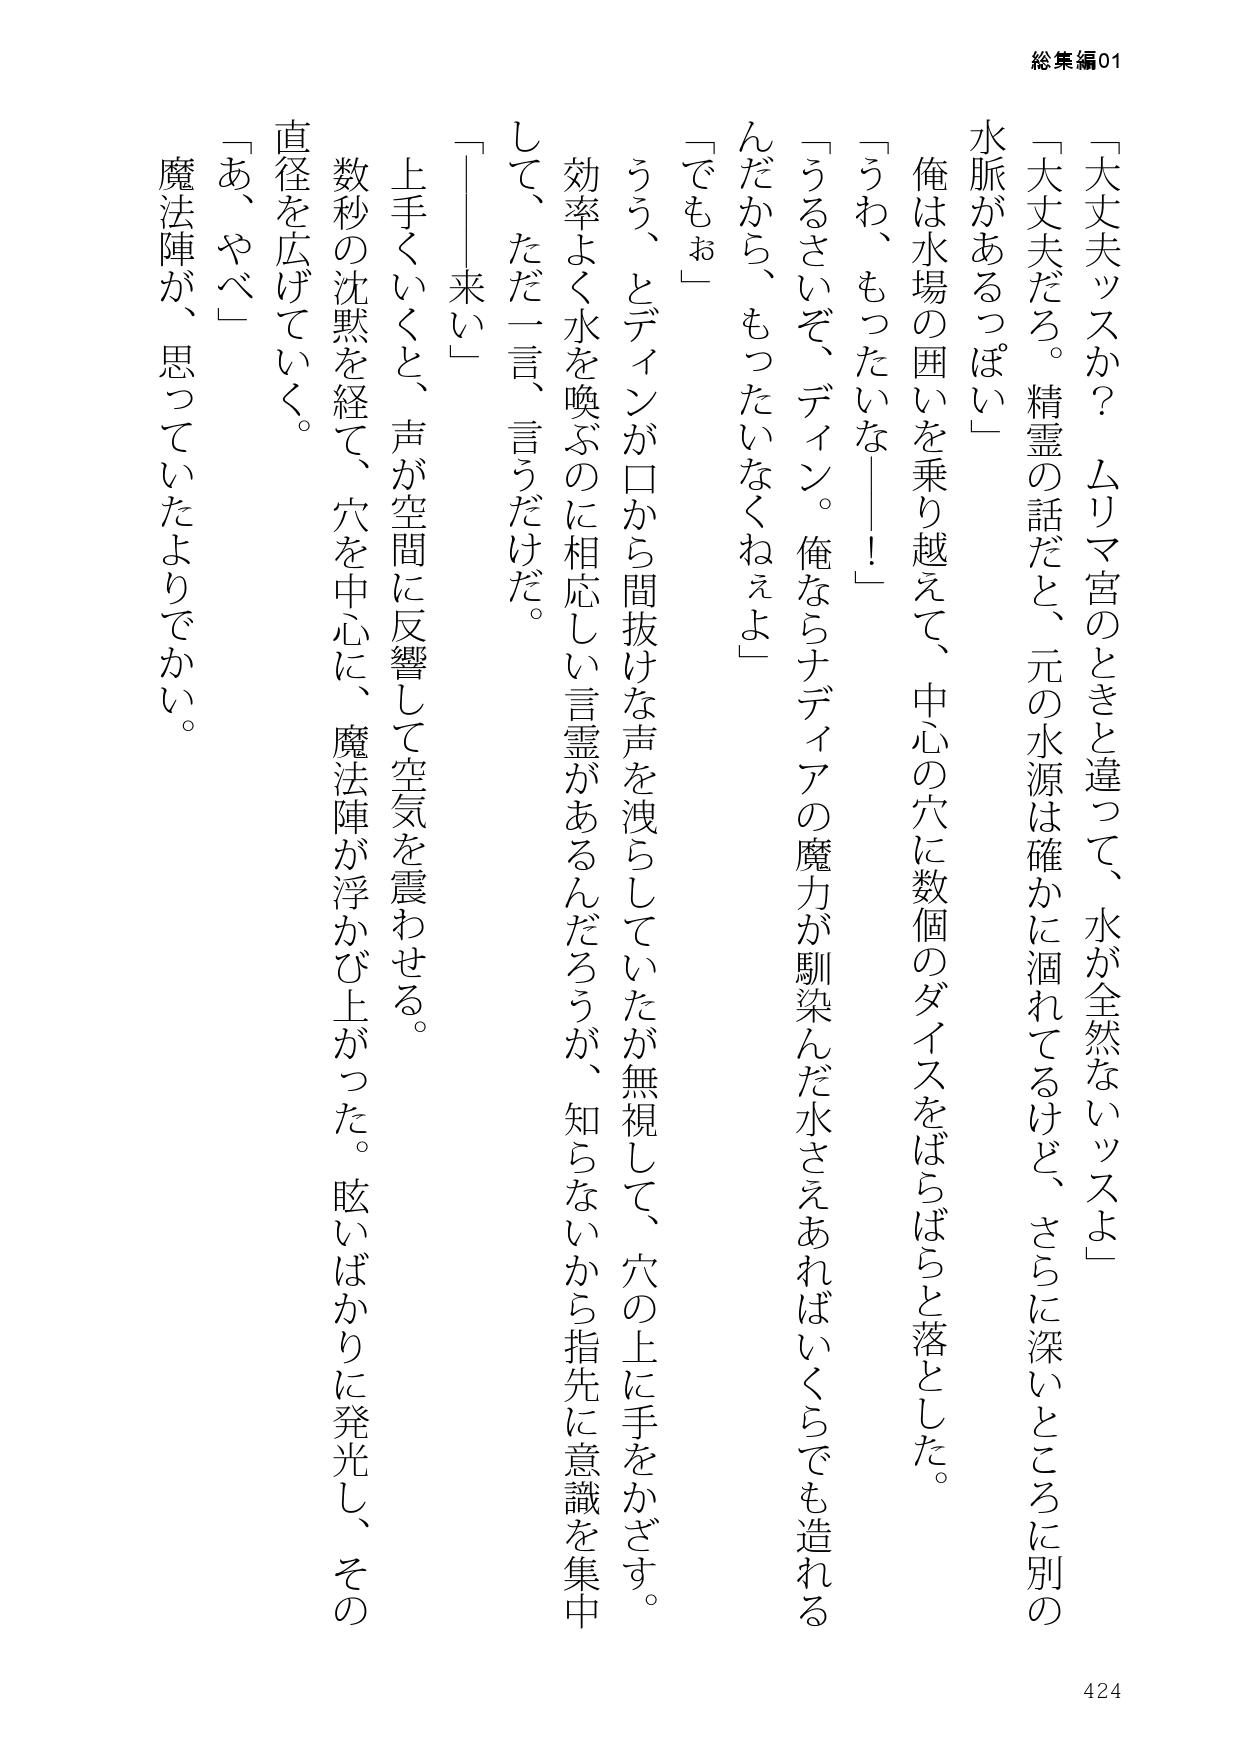 総集編01
「大丈夫ッスか？　ムリマ宮のときと違って、水が全然ないッスよ」
「大丈夫だろ。精霊の話だと、元の水源は確かに涸れてるけど、さらに深いところに別の
水脈があるっぽい」
　俺は水場の囲いを乗り越えて、中心の穴に数個のダイスをばらばらと落とした。
「うわ、もったいな――！」
「うるさいぞ、ディン。俺ならナディアの魔力が馴染んだ水さえあればいくらでも造れる
んだから、もったいなくねぇよ」
「でもぉ」
　うう、とディンが口から間抜けな声を洩らしていたが無視して、穴の上に手をかざす。
　効率よく水を喚ぶのに相応しい言霊があるんだろうが、知らないから指先に意識を集中
して、ただ一言、言うだけだ。
「――来い」
　上手くいくと、声が空間に反響して空気を震わせる。
　数秒の沈黙を経て、穴を中心に、魔法陣が浮かび上がった。眩いばかりに発光し、その
直径を広げていく。
「あ、やべ」
　魔法陣が、思っていたよりでかい。
424